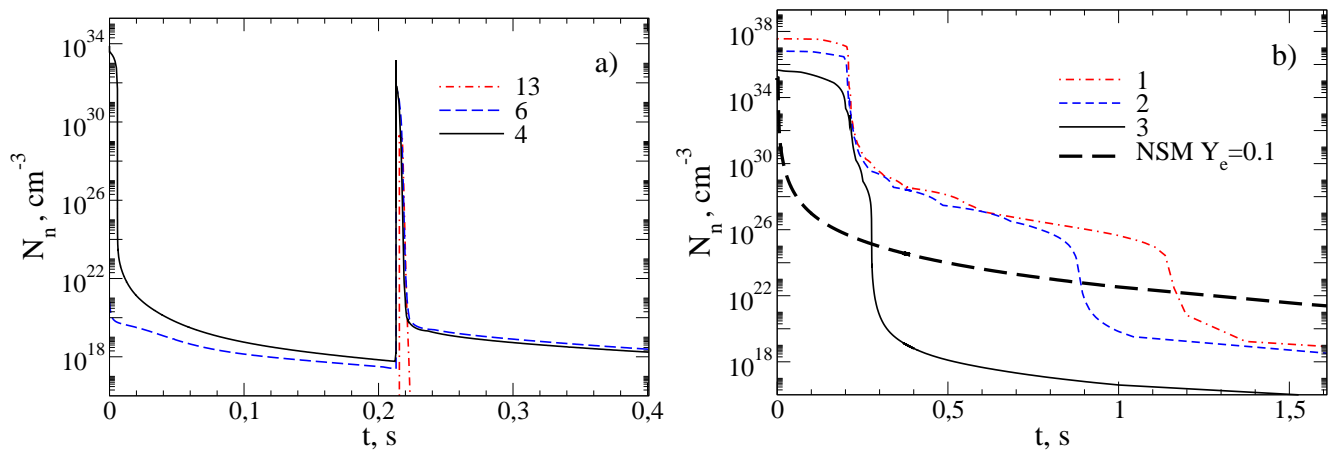 a)
13
6
4
10^34
10^30
10^26
10^22
10^18
N_n , cm^-3
0 0,1 0,2 0,3 0,4
t, s
b)
1
2
3
NSM Y_e=0.1
10^38
10^34
10^30
10^26
10^22
10^18
N_n , cm^-3
0 0,5 1 1,5
t, s